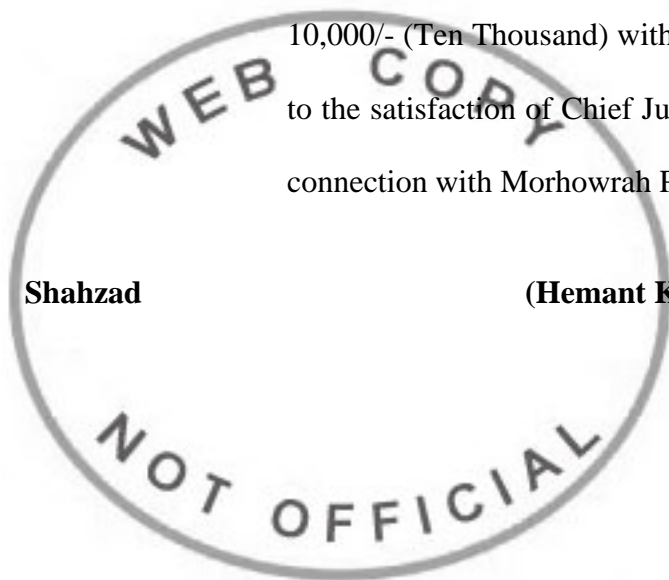 10,000/- (Ten Thousand) with
to the satisfaction of Chief Ju
connection with Morhowrah
Shahzad (Hemant K
WEB COPY
NOT OFFICIAL